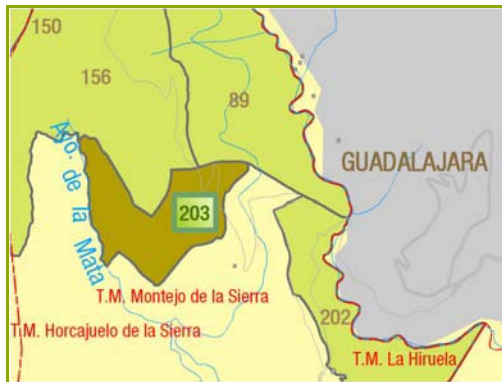 150
156
89
GUADALAJARA
Ayo. de la Mata
203
T.M. Montejo de la Sierra
202
T.M. Horcajuelo de la Sierra
T.M. La Hiruela